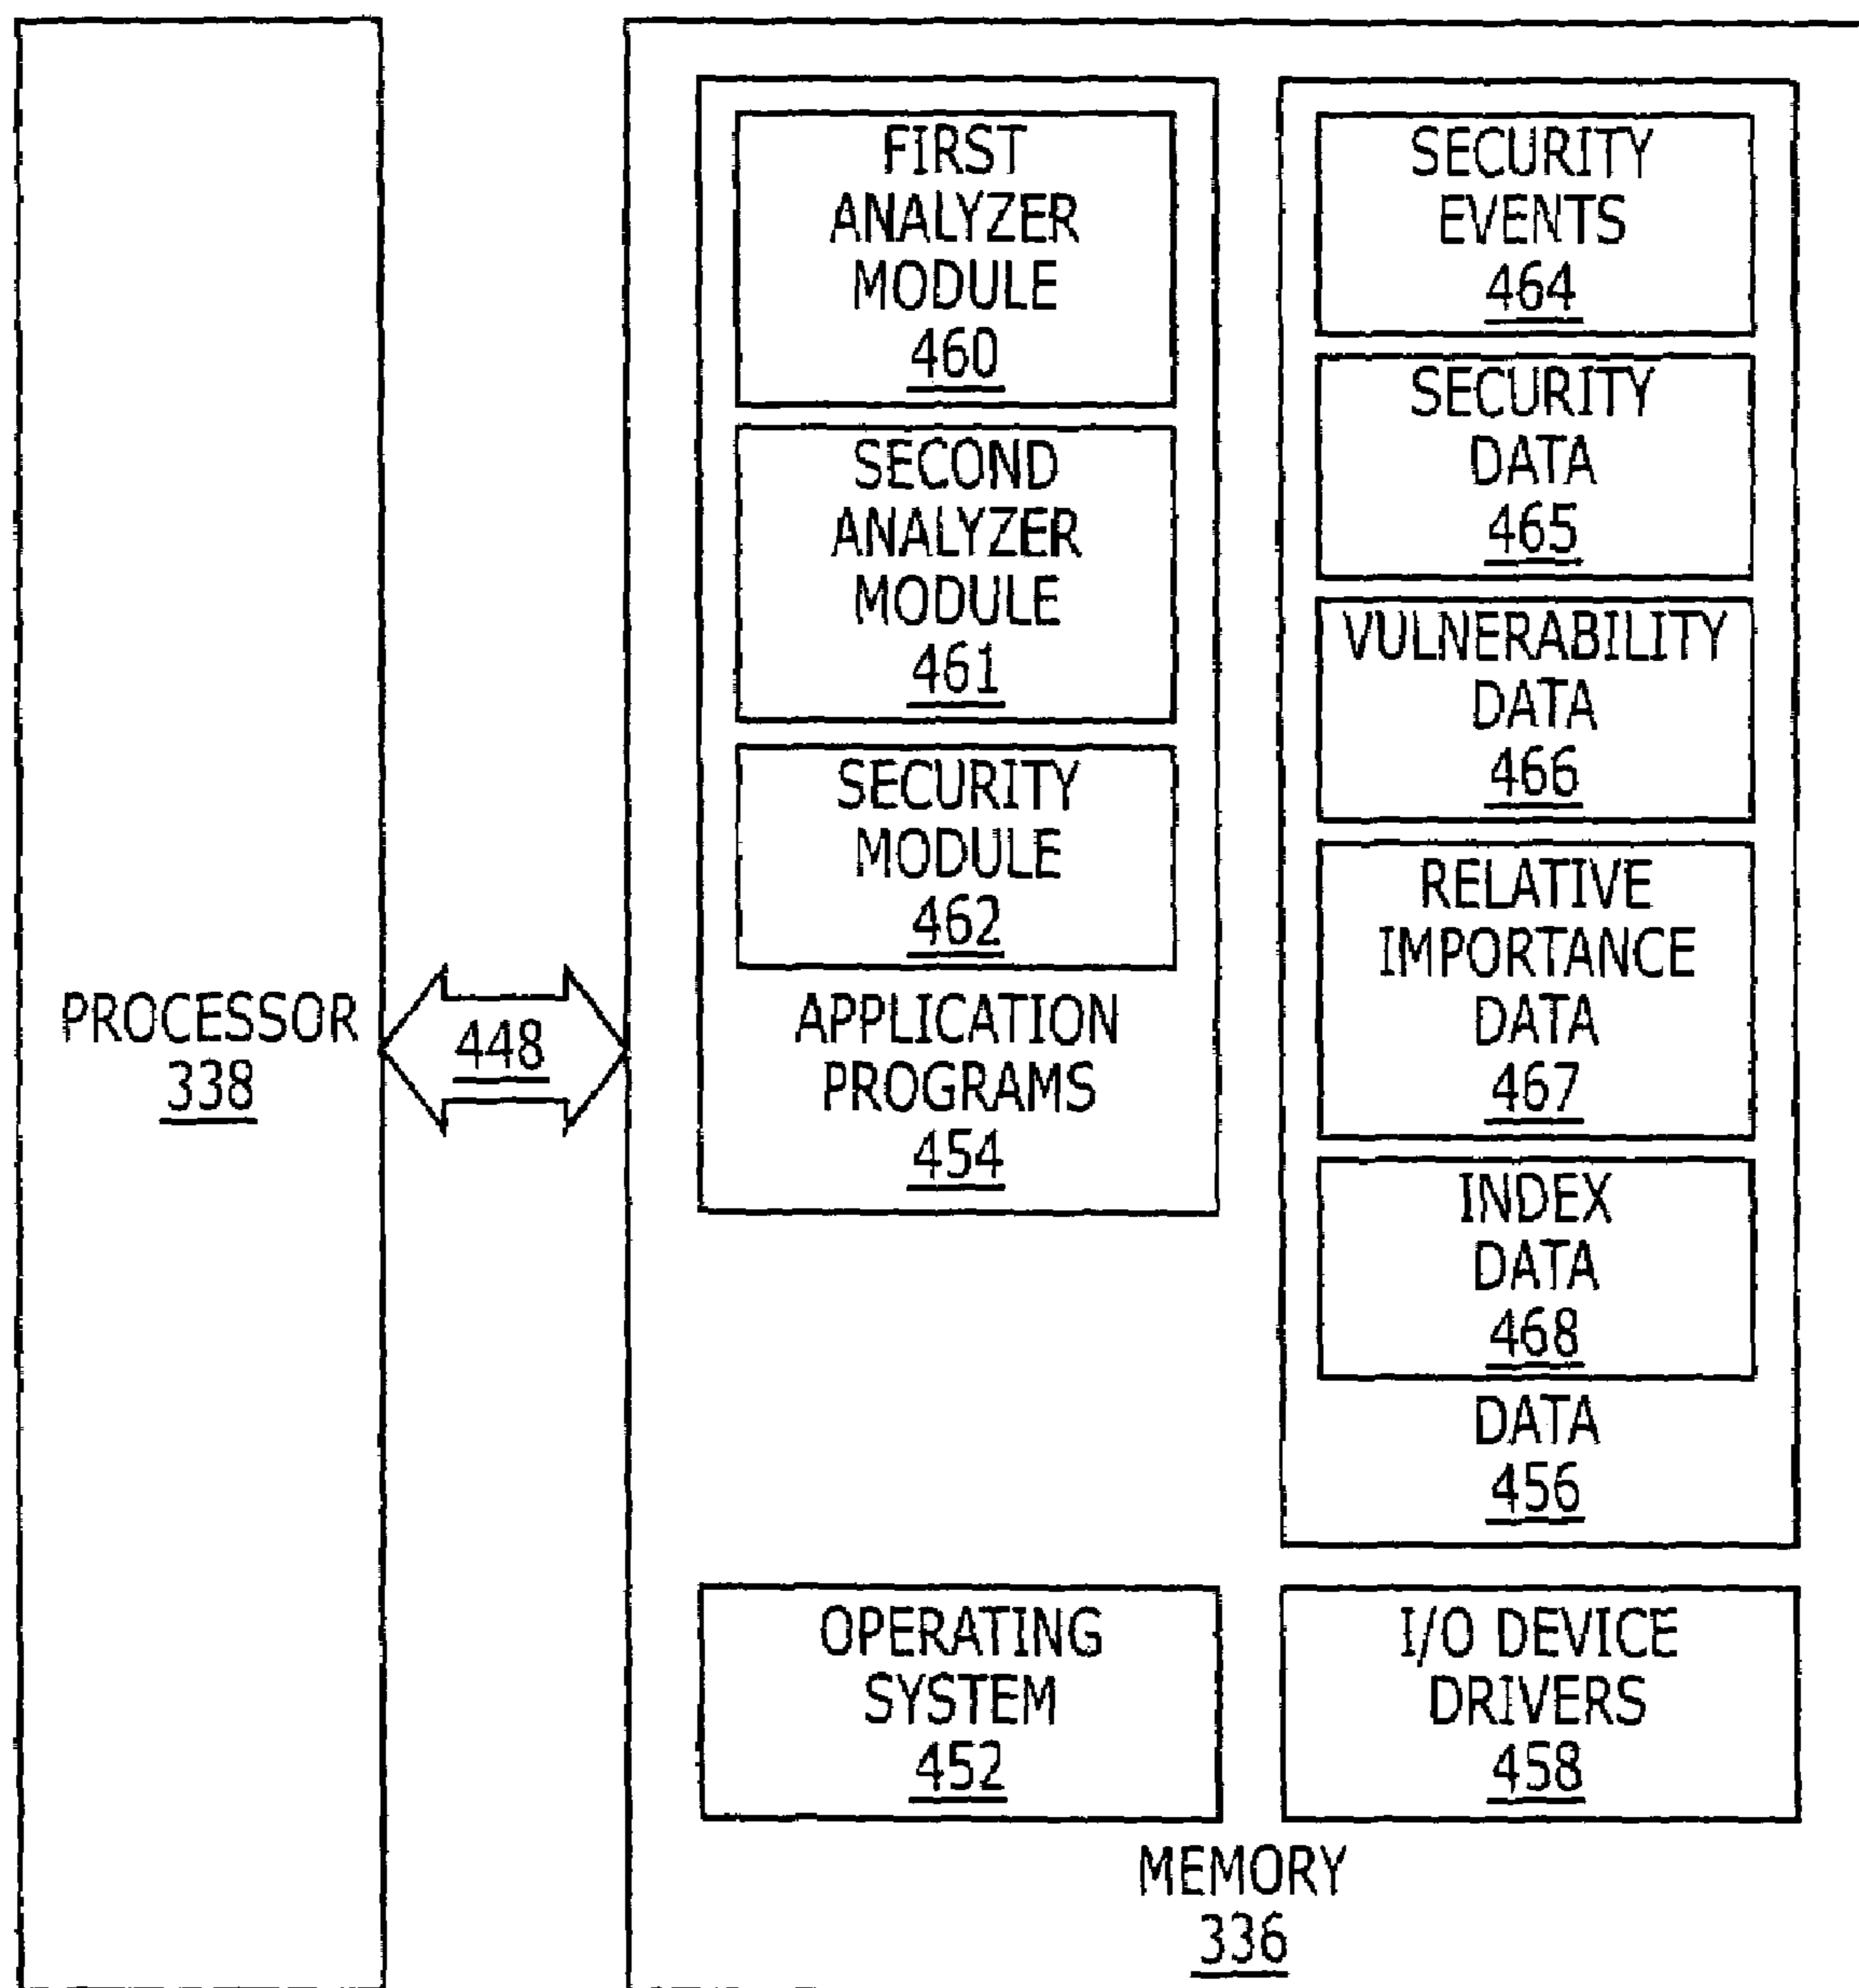 PROCESSOR
338
448
FIRST
ANALYZER
MODULE
460
SECOND
ANALYZER
MODULE
461
SECURITY
MODULE
462
APPLICATION
PROGRAMS
454
SECURITY
EVENTS
464
SECURITY
DATA
465
VULNERABILITY
DATA
466
RELATIVE
IMPORTANCE
DATA
467
INDEX
DATA
468
DATA
456
OPERATING
SYSTEM
452
I/O DEVICE
DRIVERS
458
MEMORY
336